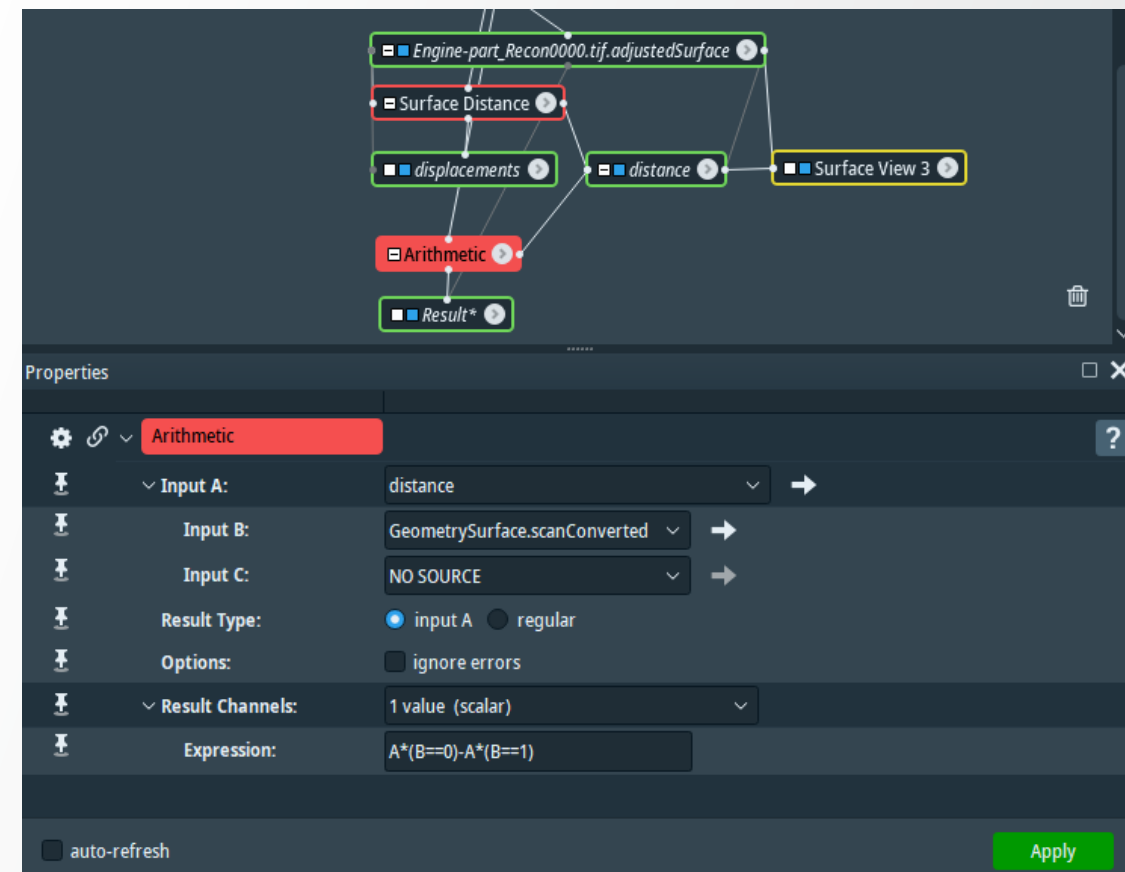 Engine-part_Recon0000.tif.adjustedSurface
Surface Distance
displacements
distance
Surface View 3
Arithmetic
Result*
Properties
Arithmetic
?
Input A:
distance
Input B:
GeometrySurface.scanConverted
Input C:
NO SOURCE
Result Type:
input A
regular
Options:
ignore errors
Result Channels:
1 value (scalar)
Expression:
A*(B==0)-A*(B==1)
auto-refresh
Apply